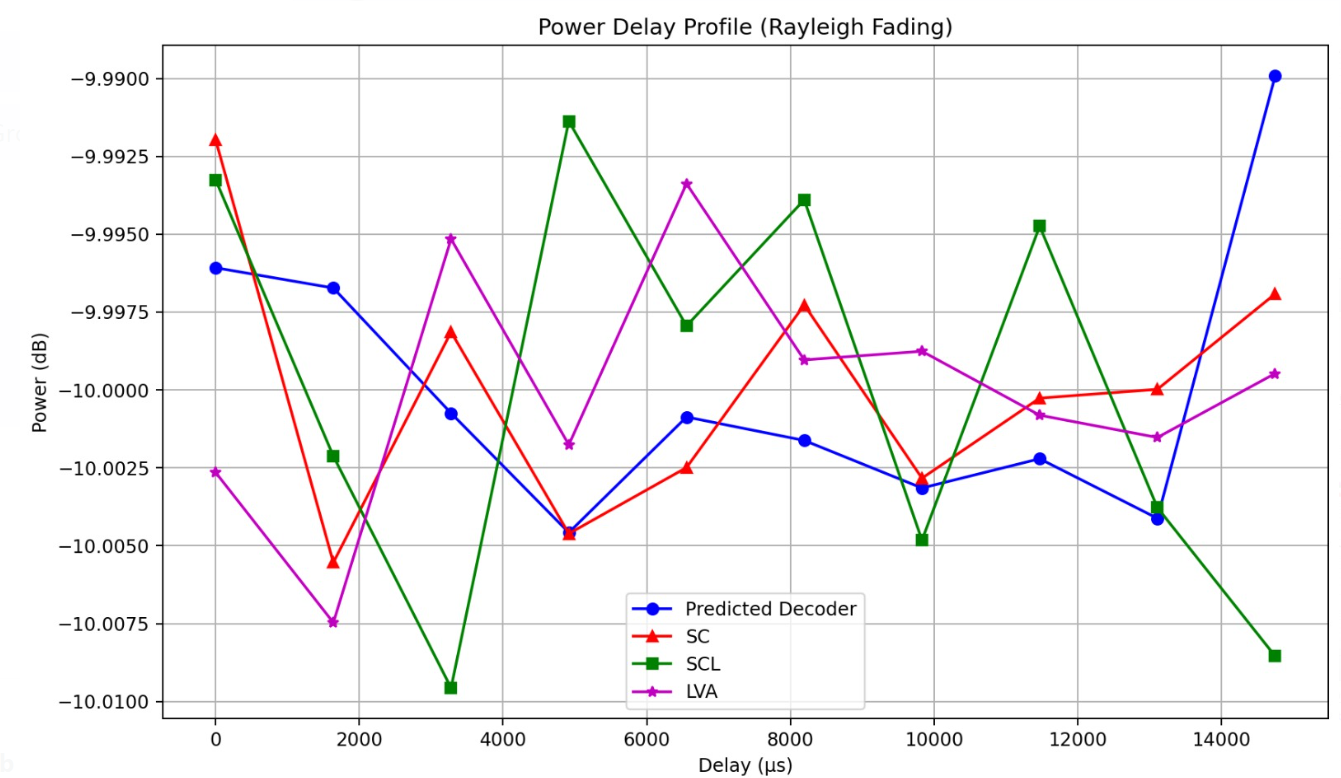 Power Delay Profile (Rayleigh Fading)
Power (dB)
−9.9900
−9.9925
−9.9950
−9.9975
−10.0000
−10.0025
−10.0050
−10.0075
−10.0100
Predicted Decoder
SC
SCL
LVA
0 2000 4000 6000 8000 10000 12000 14000
Delay (μs)